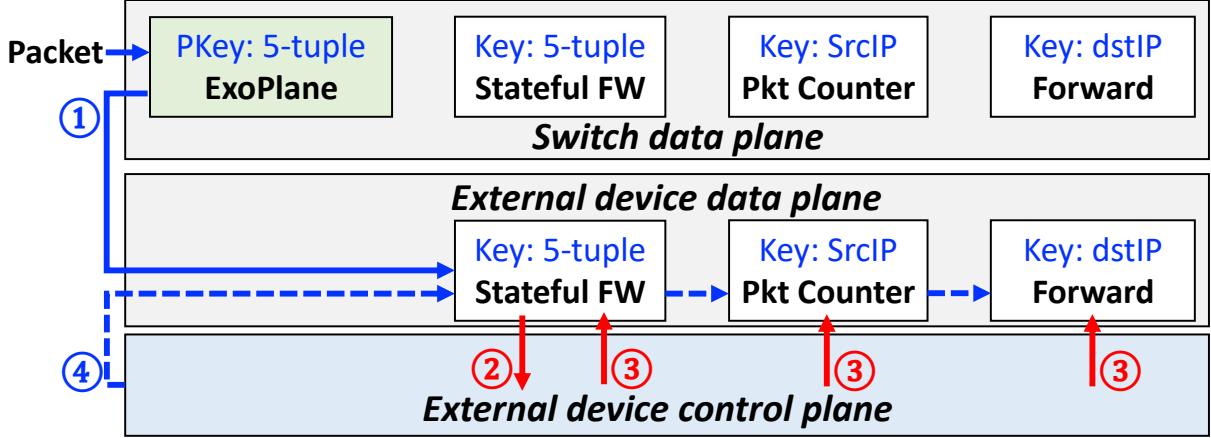 Packet
PKey: 5-tuple
ExoPlane
Key: 5-tuple
Stateful FW
Key: SrcIP
Pkt Counter
Key: dstIP
Forward
①
Switch data plane
External device data plane
Key: 5-tuple
Stateful FW
Key: SrcIP
Pkt Counter
Key: dstIP
Forward
④
②
③
③
③
External device control plane